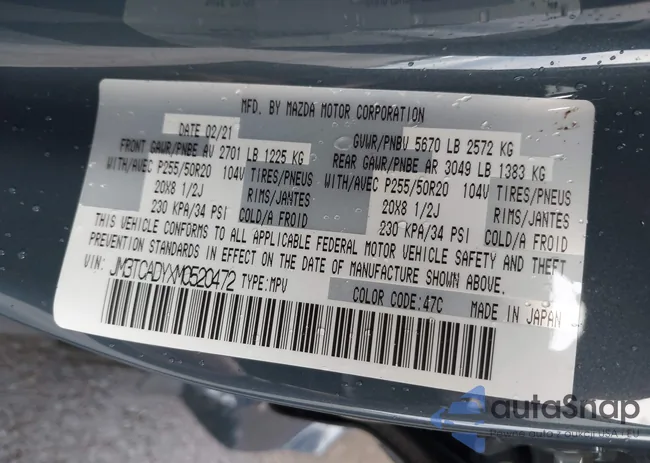 MFD. BY MAZDA MOTOR CORPORATION
DATE 02/21 GVWR/PNBV 5670 LB 2572 KG
FRONT GAWR/PNBE AV 2701 LB 1225 KG REAR GAWR/PNBE AR 3049 LB 1383 KG
WITH/AVEC P255/50R20 104V TIRES/PNEUS WITH/AVEC P255/50R20 104V TIRES/PNEUS
20X8 1/2J RIMS/JANTES 20X8 1/2J RIMS/JANTES
230 KPA/34 PSI COLD/A FROID 230 KPA/34 PSI COLD/A FROID
THIS VEHICLE CONFORMS TO ALL APPLICABLE FEDERAL MOTOR VEHICLE SAFETY AND THEFT
PREVENTION STANDARDS IN EFFECT ON THE DATE OF MANUFACTURE SHOWN ABOVE.
VIN: JM3TCADYXM0520472 TYPE:MPV
COLOR CODE:47C MADE IN JAPAN
autaSnap